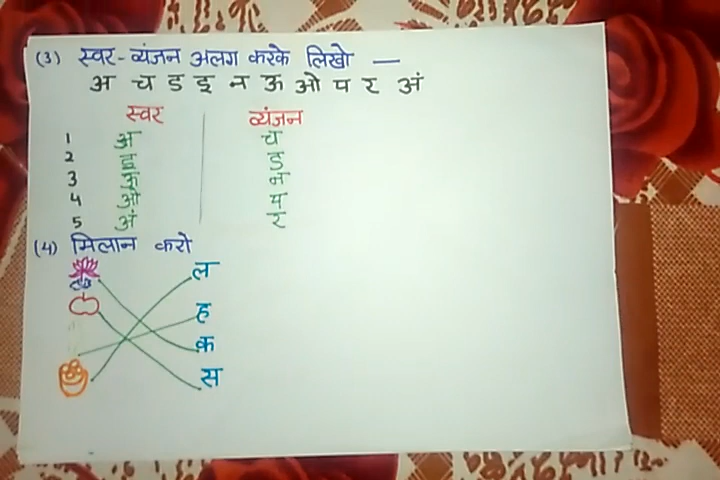 (3) स्वर-व्यंजन अलग करके लिखो —
अ च ड इ न ऊ ओ प र अं
स्वर व्यंजन
1 अ च
2 इ ड
3 ऊ न
4 ओ प
5 अं र
(4) मिलान करो
ल
ह
क
स